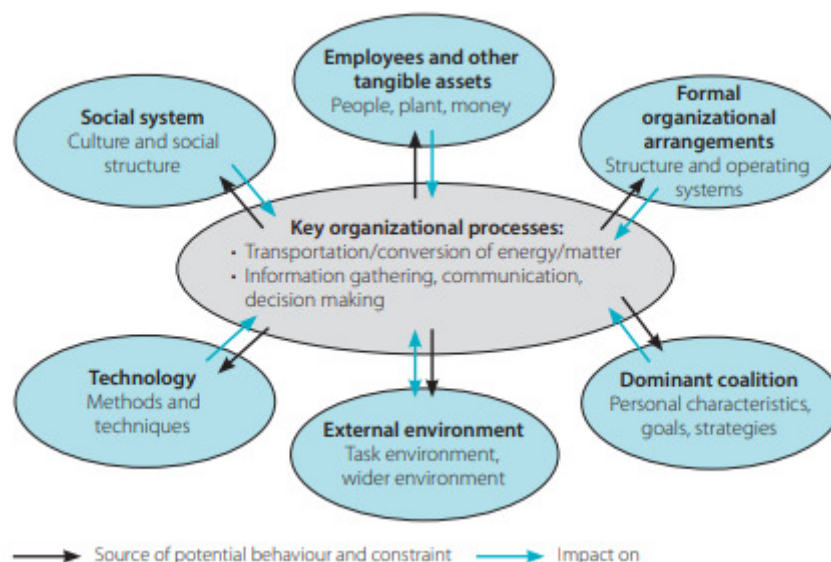 Employees and other
tangible assets
People, plant, money
Social system
Culture and social
structure
Formal
organizational
arrangements
Structure and operating
systems
Key organizational processes:
· Transportation/conversion of energy/matter
· Information gathering, communication,
decision making
Technology
Methods and
techniques
External environment
Task environment,
wider environment
Dominant coalition
Personal characteristics,
goals, strategies
Source of potential behaviour and constraint
Impact on